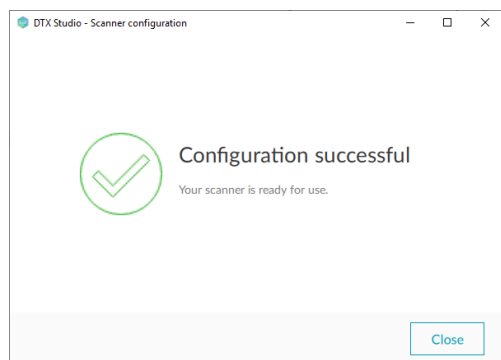 DTX Studio - Scanner configuration
Configuration successful
Your scanner is ready for use.
Close